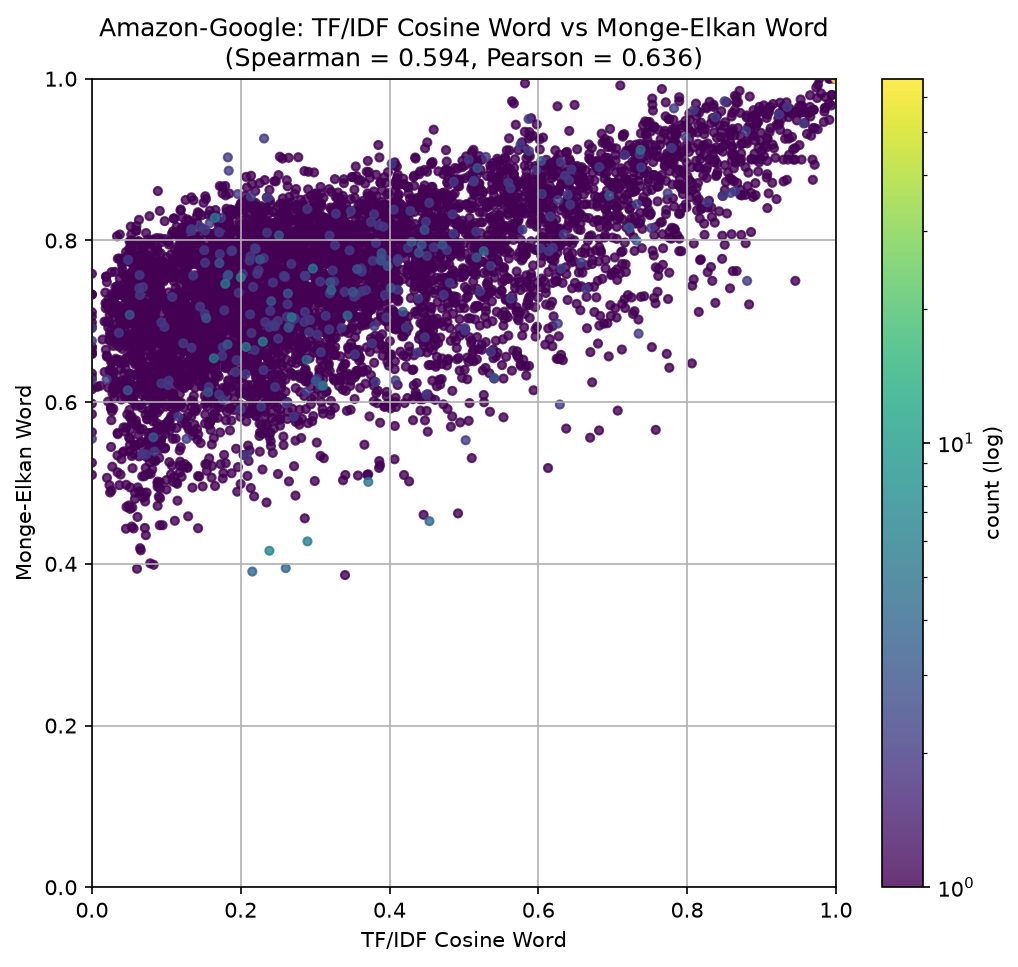 Amazon-Google: TF/IDF Cosine Word vs Monge-Elkan Word
(Spearman = 0.594, Pearson = 0.636)
1.0
0.8
0.6
0.4
0.2
0.0
Monge-Elkan Word
0.0 0.2 0.4 0.6 0.8 1.0
TF/IDF Cosine Word
10¹
10⁰
count (log)